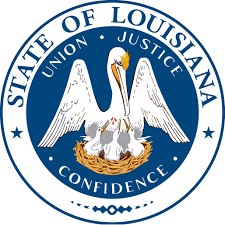 STATE OF LOUISIANA
UNION · JUSTICE
· CONFIDENCE ·